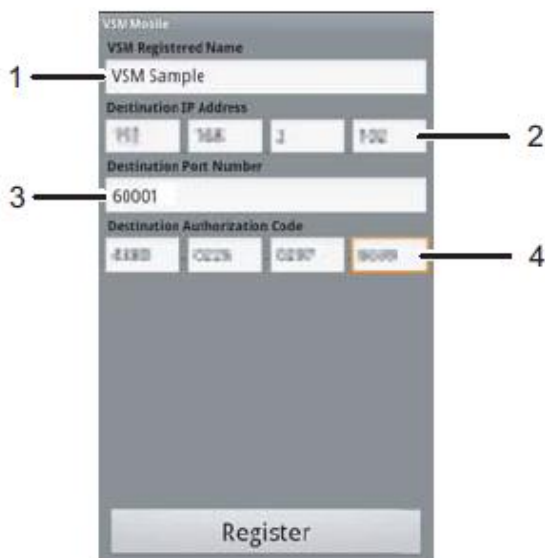 VSM Mobile
VSM Registered Name
1
VSM Sample
Destination IP Address
2
Destination Port Number
3
60001
Destination Authorization Code
4
Register